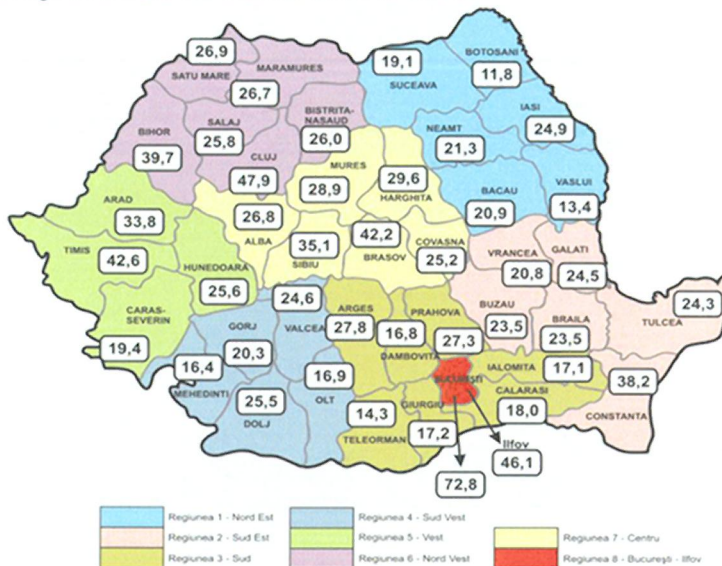 26,9
SATU MARE
MARAMURES
26,7
19,1
SUCEAVA
BOTOSANI
11,8
IASI
24,9
BIHOR
39,7
SALAJ
25,8
CLUJ
47,9
BISTRITA-
NASAUD
26,0
NEAMT
21,3
MURES
28,9
29,6
HARGHITA
BACAU
20,9
VASLUI
13,4
ARAD
33,8
26,8
ALBA
TIMIS
42,6
HUNEDOARA
25,6
35,1
SIBIU
42,2
BRASOV
COVASNA
25,2
VRANCEA
20,8
GALATI
24,5
CARAS-
SEVERIN
19,4
24,6
VALCEA
GORJ
20,3
ARGES
27,8
PRAHOVA
16,8
DAMBOVITA
27,3
BUZAU
23,5
BRAILA
23,5
24,3
TULCEA
16,4
MEHEDINTI
25,5
DOLJ
16,9
OLT
BUCURESTI
IALOMITA
17,1
CALARASI
18,0
38,2
CONSTANTA
14,3
TELEORMAN
GIURGIU
17,2
Ilfov
46,1
72,8
Regiunea 1 - Nord Est
Regiunea 2 - Sud Est
Regiunea 3 - Sud
Regiunea 4 - Sud Vest
Regiunea 5 - Vest
Regiunea 6 - Nord Vest
Regiunea 7 - Centru
Regiunea 8 - Bucureşti - Ilfov